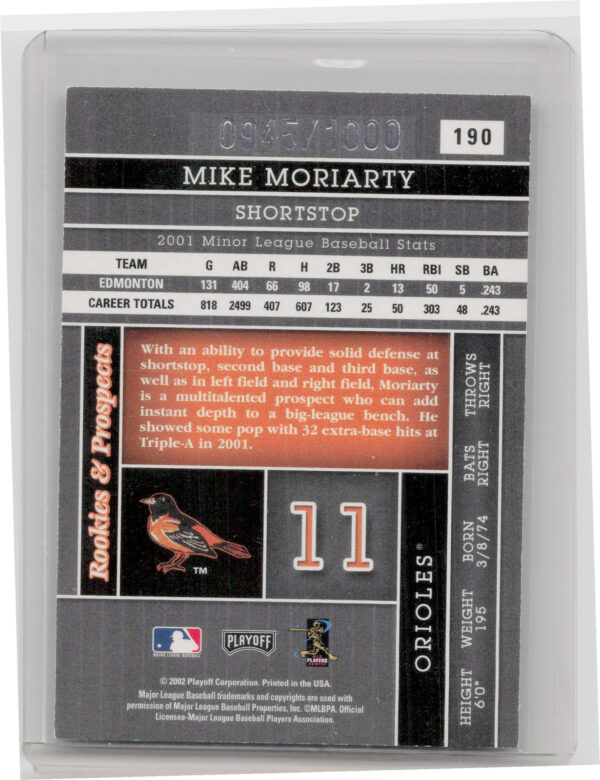 0945/1000
190
MIKE MORIARTY
SHORTSTOP
2001 Minor League Baseball Stats
TEAM G AB R H 2B 3B HR RBI SB BA
EDMONTON 131 404 66 98 17 2 13 50 5 .243
CAREER TOTALS 818 2499 407 607 123 25 50 303 48 .243
Rookies & Prospects
With an ability to provide solid defense at
shortstop, second base and third base, as
well as in left field and right field, Moriarty
is a multitalented prospect who can add
instant depth to a big-league bench. He
showed some pop with 32 extra-base hits at
Triple-A in 2001.
THROWS
RIGHT
BATS
RIGHT
BORN
3/8/74
WEIGHT
195
HEIGHT
6'0"
TM
11
ORIOLES®
MAJOR LEAGUE BASEBALL
PLAYOFF
PLAYERS
© 2002 Playoff Corporation. Printed in the USA.
Major League Baseball trademarks and copyrights are used with
permission of Major League Baseball Properties, Inc. ©MLBPA. Official
Licensee-Major League Baseball Players Association.